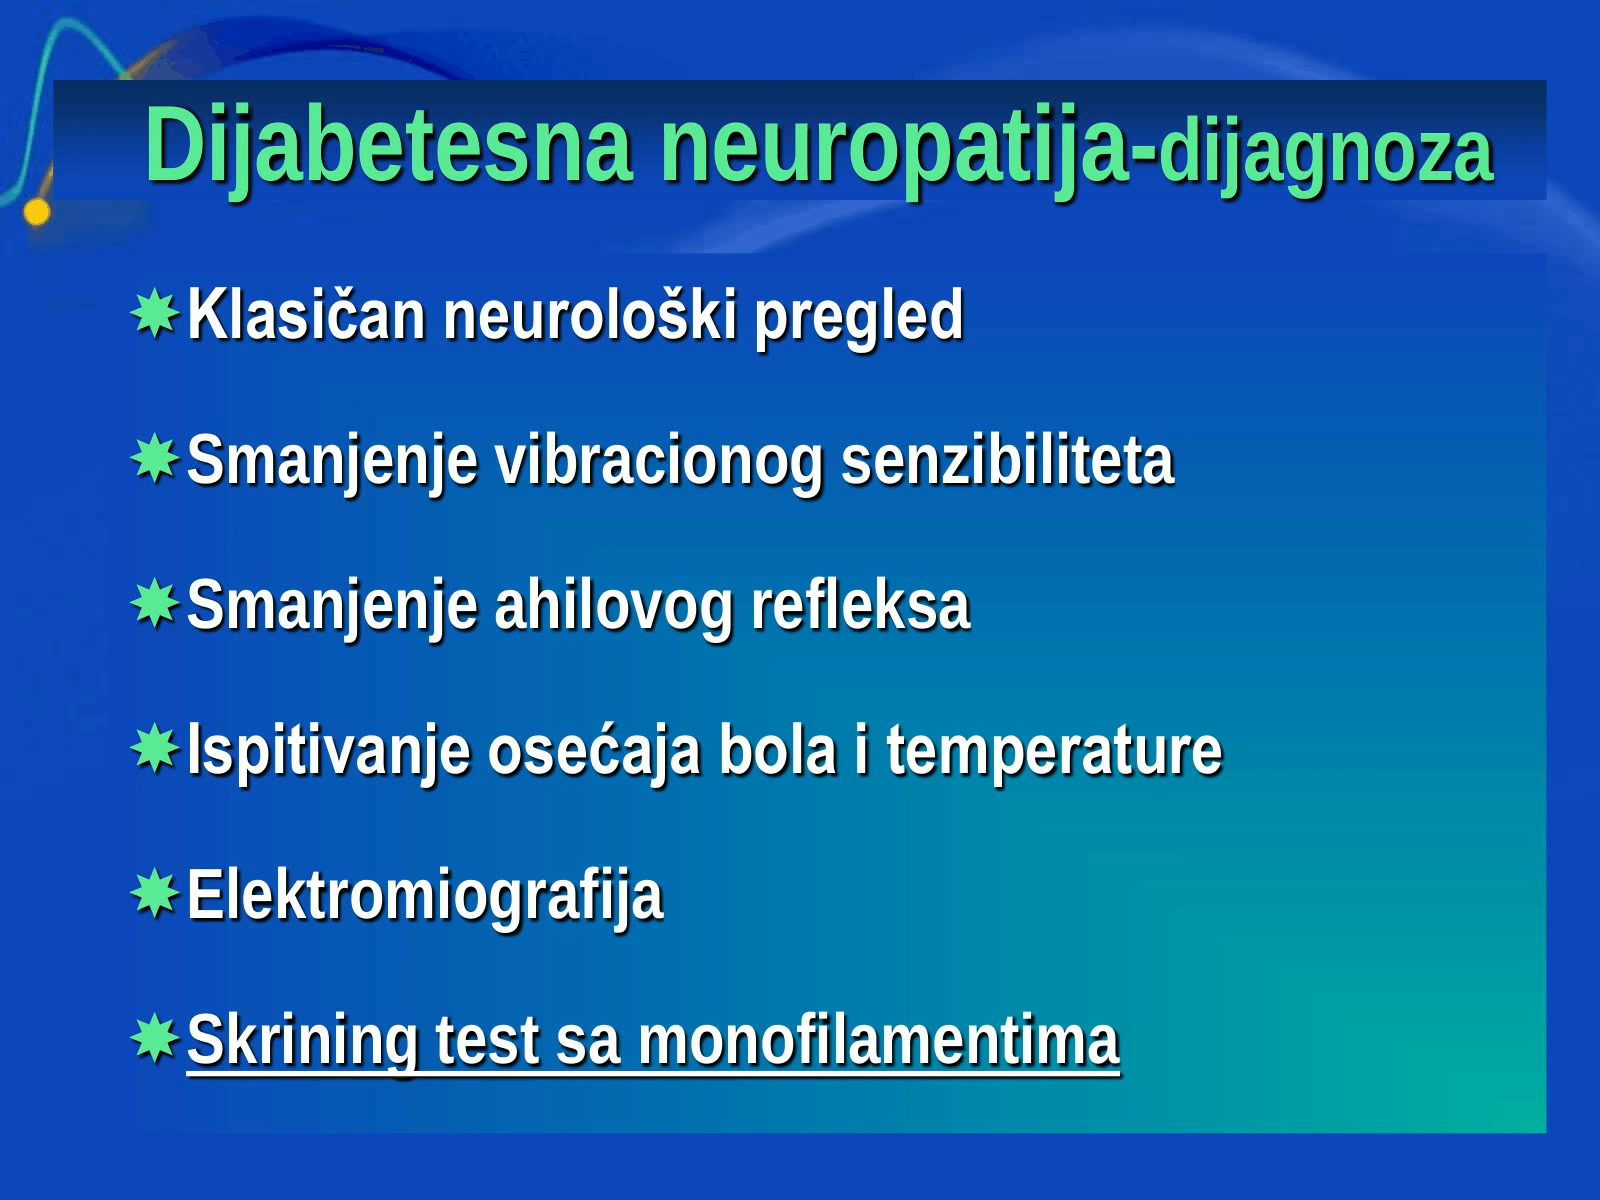 Dijabetesna neuropatija-dijagnoza
Klasičan neurološki pregled
Smanjenje vibracionog senzibiliteta
Smanjenje ahilovog refleksa
Ispitivanje osećaja bola i temperature
Elektromiografija
Skrining test sa monofilamentima